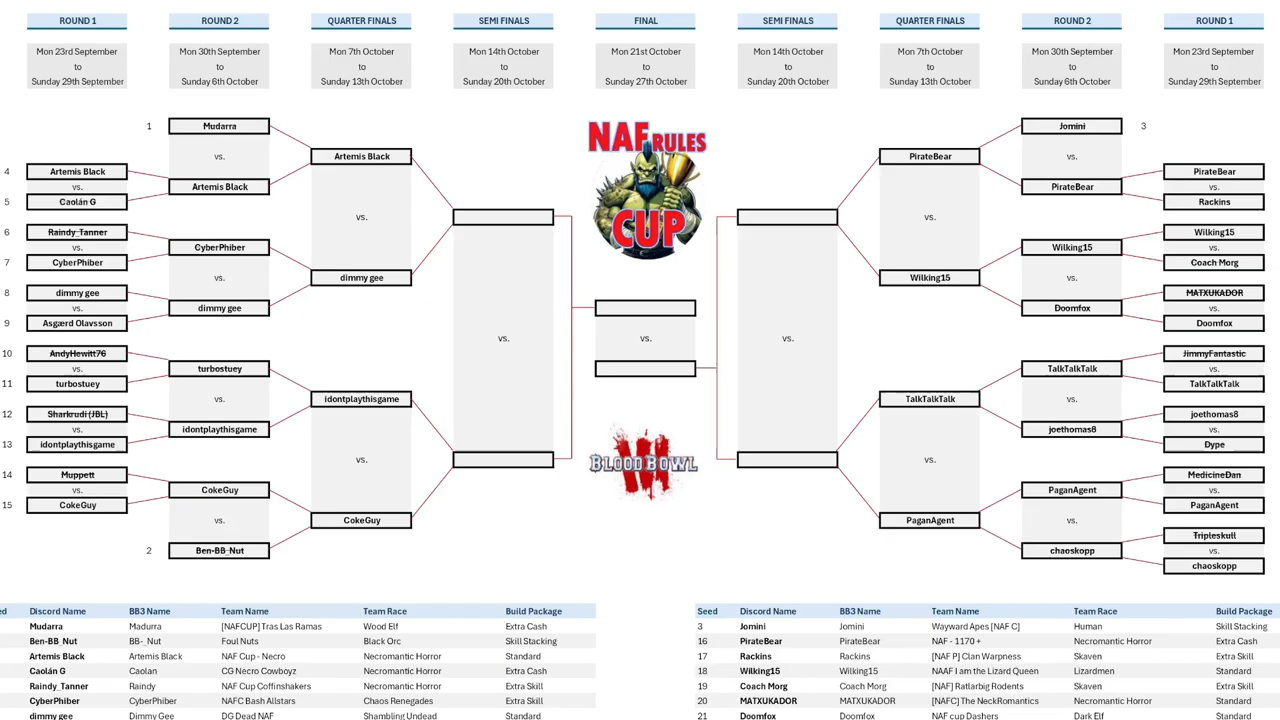 ROUND 1 ROUND 2 QUARTER FINALS SEMI FINALS FINAL SEMI FINALS QUARTER FINALS ROUND 2 ROUND 1
Mon 23rd September Mon 30th September Mon 7th October Mon 14th October Mon 21st October Mon 14th October Mon 7th October Mon 30th September Mon 23rd September
to to to to to to to to to
Sunday 29th September Sunday 6th October Sunday 13th October Sunday 20th October Sunday 27th October Sunday 20th October Sunday 13th October Sunday 6th October Sunday 29th September
1 Mudarra Jomini 3
NAF RULES
vs. Artemis Black PirateBear vs.
4 Artemis Black PirateBear
vs. Artemis Black PirateBear vs.
5 Caolán G Rackins
vs. vs.
CUP
6 Raindy_Tanner Wilking15
vs. CyberPhiber Wilking15 vs.
7 CyberPhiber Coach Morg
vs. dimmy gee Wilking15 vs.
8 dimmy gee MATXUKADOR
vs. dimmy gee Doomfox vs.
9 Asgærd Olavsson Doomfox
vs. vs. vs.
10 AndyHewitt76 JimmyFantastic
vs. turbostuey TalkTalkTalk vs.
11 turbostuey TalkTalkTalk
vs. idontplaythisgame TalkTalkTalk vs.
12 Sharkrudi (JBL) joethomas8
vs. idontplaythisgame joethomas8 vs.
13 idontplaythisgame Dype
vs. vs.
BLOOD BOWL
14 Muppett MedicineDan
vs. CokeGuy PaganAgent vs.
15 CokeGuy PaganAgent
vs. CokeGuy PaganAgent vs.
Tripleskull
2 Ben-BB_Nut chaoskopp vs.
chaoskopp
ed Discord Name BB3 Name Team Name Team Race Build Package Seed Discord Name BB3 Name Team Name Team Race Build Package
Mudarra Madurra [NAFCUP] Tras Las Ramas Wood Elf Extra Cash 3 Jomini Jomini Wayward Apes [NAF C] Human Skill Stacking
Ben-BB_Nut BB-_Nut Foul Nuts Black Orc Skill Stacking 16 PirateBear PirateBear NAF - 1170 + Necromantic Horror Extra Cash
Artemis Black Artemis Black NAF Cup - Necro Necromantic Horror Standard 17 Rackins Rackins [NAF P] Clan Warpness Skaven Extra Skill
Caolán G Caolan CG Necro Cowboyz Necromantic Horror Extra Cash 18 Wilking15 Wilking15 NAAF I am the Lizard Queen Lizardmen Standard
Raindy_Tanner Raindy NAF Cup Coffinshakers Necromantic Horror Extra Skill 19 Coach Morg Coach Morg [NAF] Ratlarbig Rodents Skaven Extra Skill
CyberPhiber CyberPhiber NAFC Bash Allstars Chaos Renegades Extra Skill 20 MATXUKADOR MATXUKADOR [NAFC] The NeckRomantics Necromantic Horror Standard
dimmy gee Dimmy Gee DG Dead NAF Shambling Undead Standard 21 Doomfox Doomfox NAF cup Dashers Dark Elf Standard